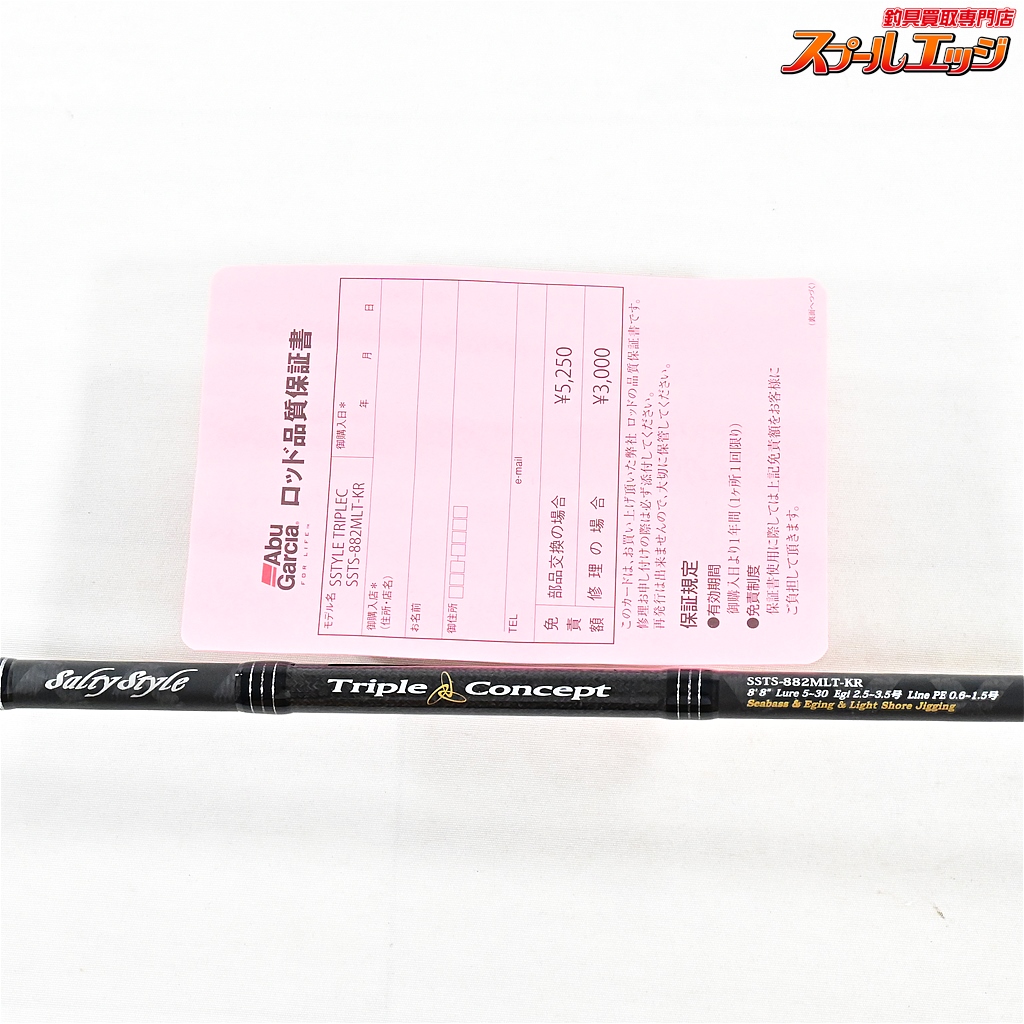 釣具買取専門店
スプールエッジ
Abu Garcia®
FOR LIFE™
ロッド品質保証書
モデル名 SSTYLE TRIPLEC
SSTS-882MLT-KR
御購入日* 年 月 日
御購入店*
(住所・店名)
お名前
御住所
TEL e-mail
免責額
部品交換の場合 ¥5,250
修理の場合 ¥3,000
このカードは、お買い上げ頂いた弊社 ロッドの品質保証書です。
修理お申し付けの際は必ず添付してください。
再発行は出来ませんので、大切に保管してください。
保証規定
●有効期間
御購入日より1年間(1ヶ所1回限り)
●免責制度
保証書使用に際しては上記免責額をお客様に
ご負担して頂きます。
(裏面へつづく)
Salty Style
Triple Concept
SSTS-882MLT-KR
8'8" Lure 5-30 Egi 2.5-3.5号 Line PE 0.6-1.5号
Seabass & Eging & Light Shore Jigging